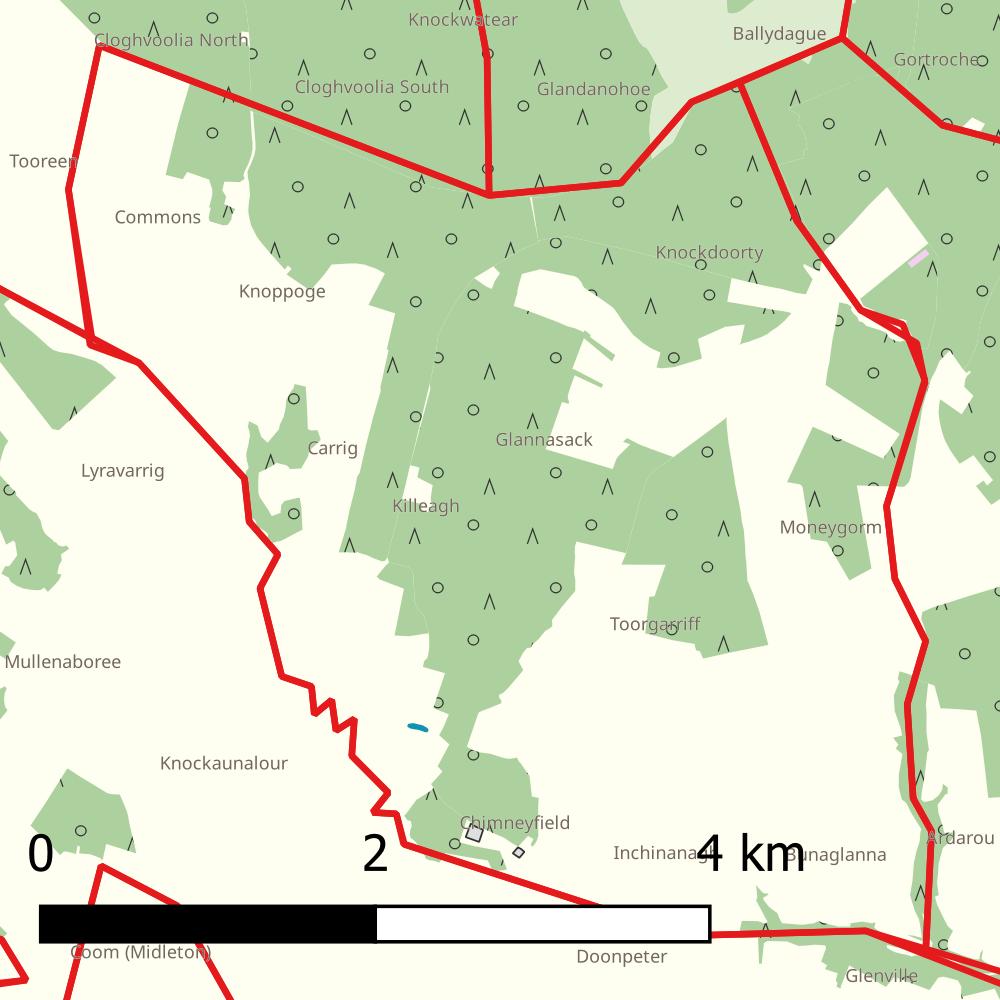 Knockwatear
Cloghvoolia North
Ballydague
Gortroche
Cloghvoolia South
Glandanohoe
Tooreen
Commons
Knockdoorty
Knoppoge
Glannasack
Carrig
Lyravarrig
Killeagh
Moneygorm
Toorgarriff
Mullenaboree
Knockaunalour
Chimneyfield
Ardarou
Bunaglanna
0 2 4 km
Coom (Midleton)
Doonpeter
Glenville